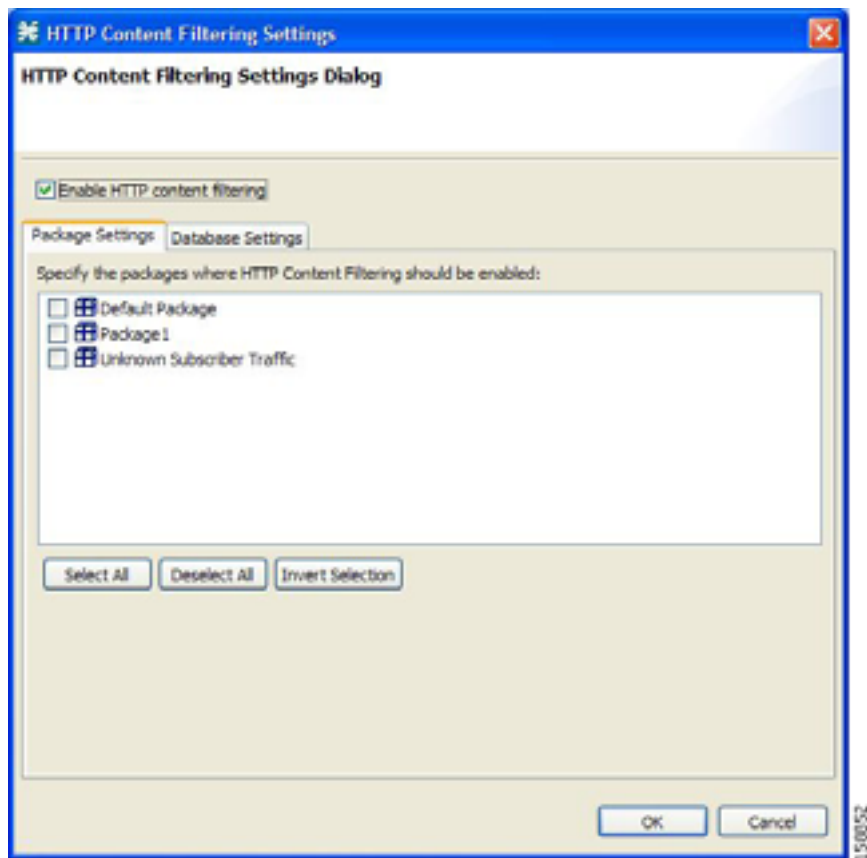 HTTP Content Filtering Settings
HTTP Content Filtering Settings Dialog
Enable HTTP content filtering
Package Settings Database Settings
Specify the packages where HTTP Content Filtering should be enabled:
Default Package
Package1
Unknown Subscriber Traffic
Select All Deselect All Invert Selection
OK Cancel
158052